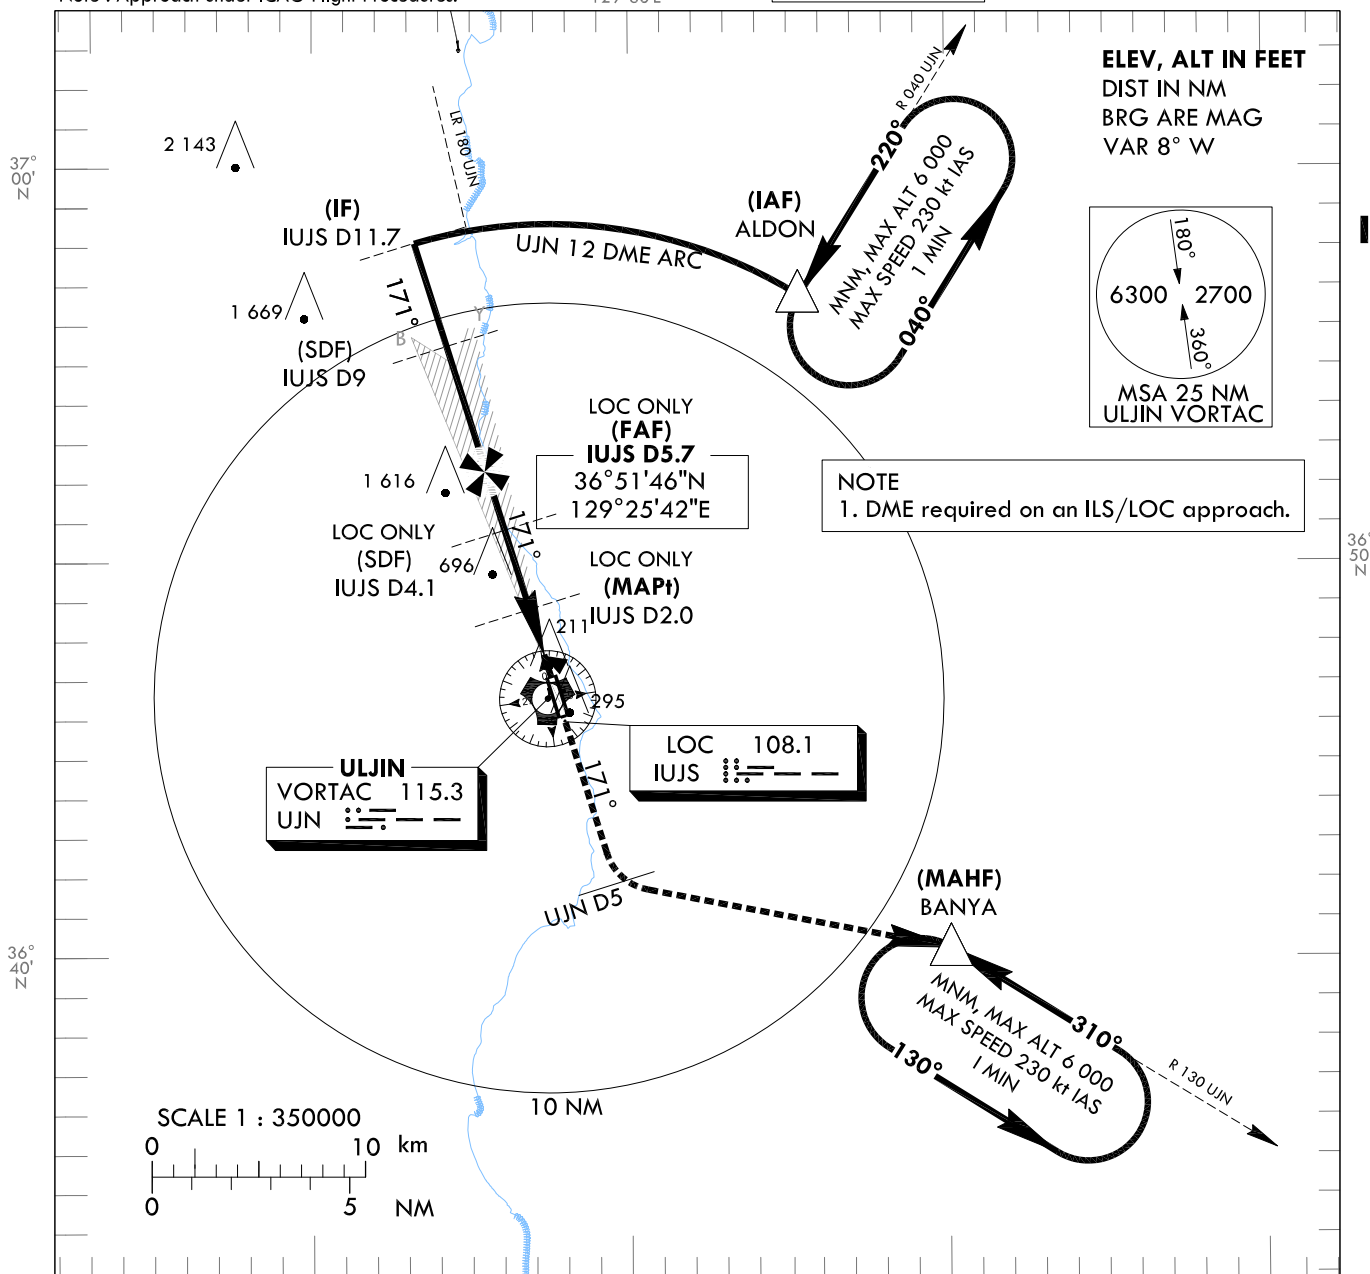 129°30'E
ELEV, ALT IN FEET
DIST IN NM
BRG ARE MAG
VAR 8° W
R 040 UJN
220°
MNM, MAX ALT 6 000
MAX SPEED 230 kt IAS
1 MIN
040°
(IAF)
ALDON
LR 180 UJN
2 143
37°
00'
N
(IF)
IUJS D11.7
UJN 12 DME ARC
171°
180°
6300 2700
360°
MSA 25 NM
ULJIN VORTAC
1 669
(SDF)
IUJS D9
B
Y
LOC ONLY
(FAF)
IUJS D5.7
36°51'46"N
129°25'42"E
NOTE
1. DME required on an ILS/LOC approach.
1 616
LOC ONLY
(SDF)
IUJS D4.1
696
171°
36°
50'
N
LOC ONLY
(MAPt)
IUJS D2.0
211
295
LOC 108.1
IUJS
ULJIN
VORTAC 115.3
UJN
171°
UJN D5
(MAHF)
BANYA
36°
40'
N
MNM, MAX ALT 6 000
MAX SPEED 230 kt IAS
1 MIN
310°
130°
R 130 UJN
10 NM
SCALE 1 : 350000
0 10 km
0 5 NM